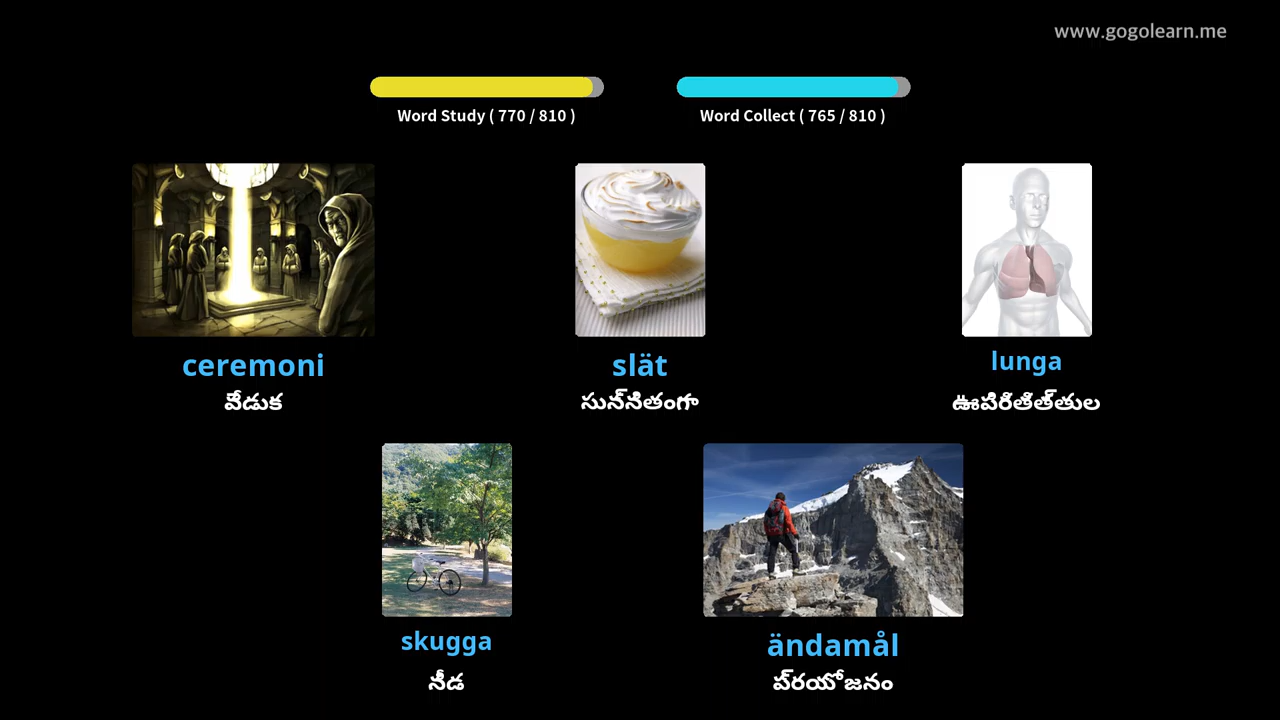 www.gogolearn.me
Word Study ( 770 / 810 )
Word Collect ( 765 / 810 )
ceremoni
వేడుక
slät
సున్నితంగా
lunga
ఊపిరితిత్తుల
skugga
నీడ
ändamål
ప్రయోజనం